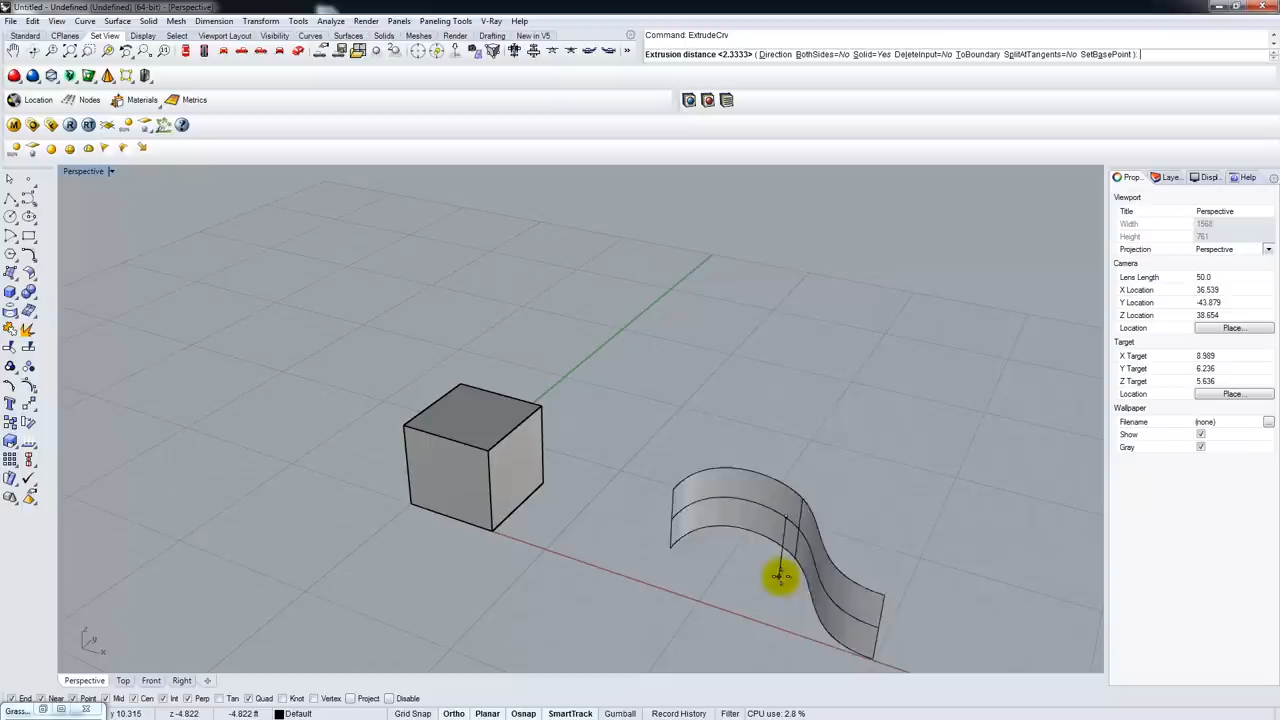 Untitled - Undefined (Undefined) (64-bit) - [Perspective]
File Edit View Curve Surface Solid Mesh Dimension Transform Tools Analyze Render Panels Paneling Tools V-Ray Help
Command: ExtrudeCrv
Standard CPlanes Set View Display Select Viewport Layout Visibility Curves Surfaces Solids Meshes Render Drafting New in V5
Extrusion distance <2.3333> ( Direction BothSides=No Solid=Yes DeleteInput=No ToBoundary SplitAtTangents=No SetBasePoint ):
Location Nodes Materials Metrics
M R RT SUN
SUN
Perspective
Prop... Laye... Displ... Help
Viewport
Title Perspective
Width 1568
Height 761
Projection Perspective
Camera
Lens Length 50.0
X Location 36.539
Y Location -43.879
Z Location 38.654
Location Place...
Target
X Target 8.989
Y Target 6.236
Z Target 5.636
Location Place...
Wallpaper
Filename (none) ...
Show
Gray
z y x
Perspective Top Front Right
End Near Point Mid Cen Int Perp Tan Quad Knot Vertex Project Disable
Grass... y 10.315 z -4.822 -4.822 ft Default Grid Snap Ortho Planar Osnap SmartTrack Gumball Record History Filter CPU use: 2.8 %